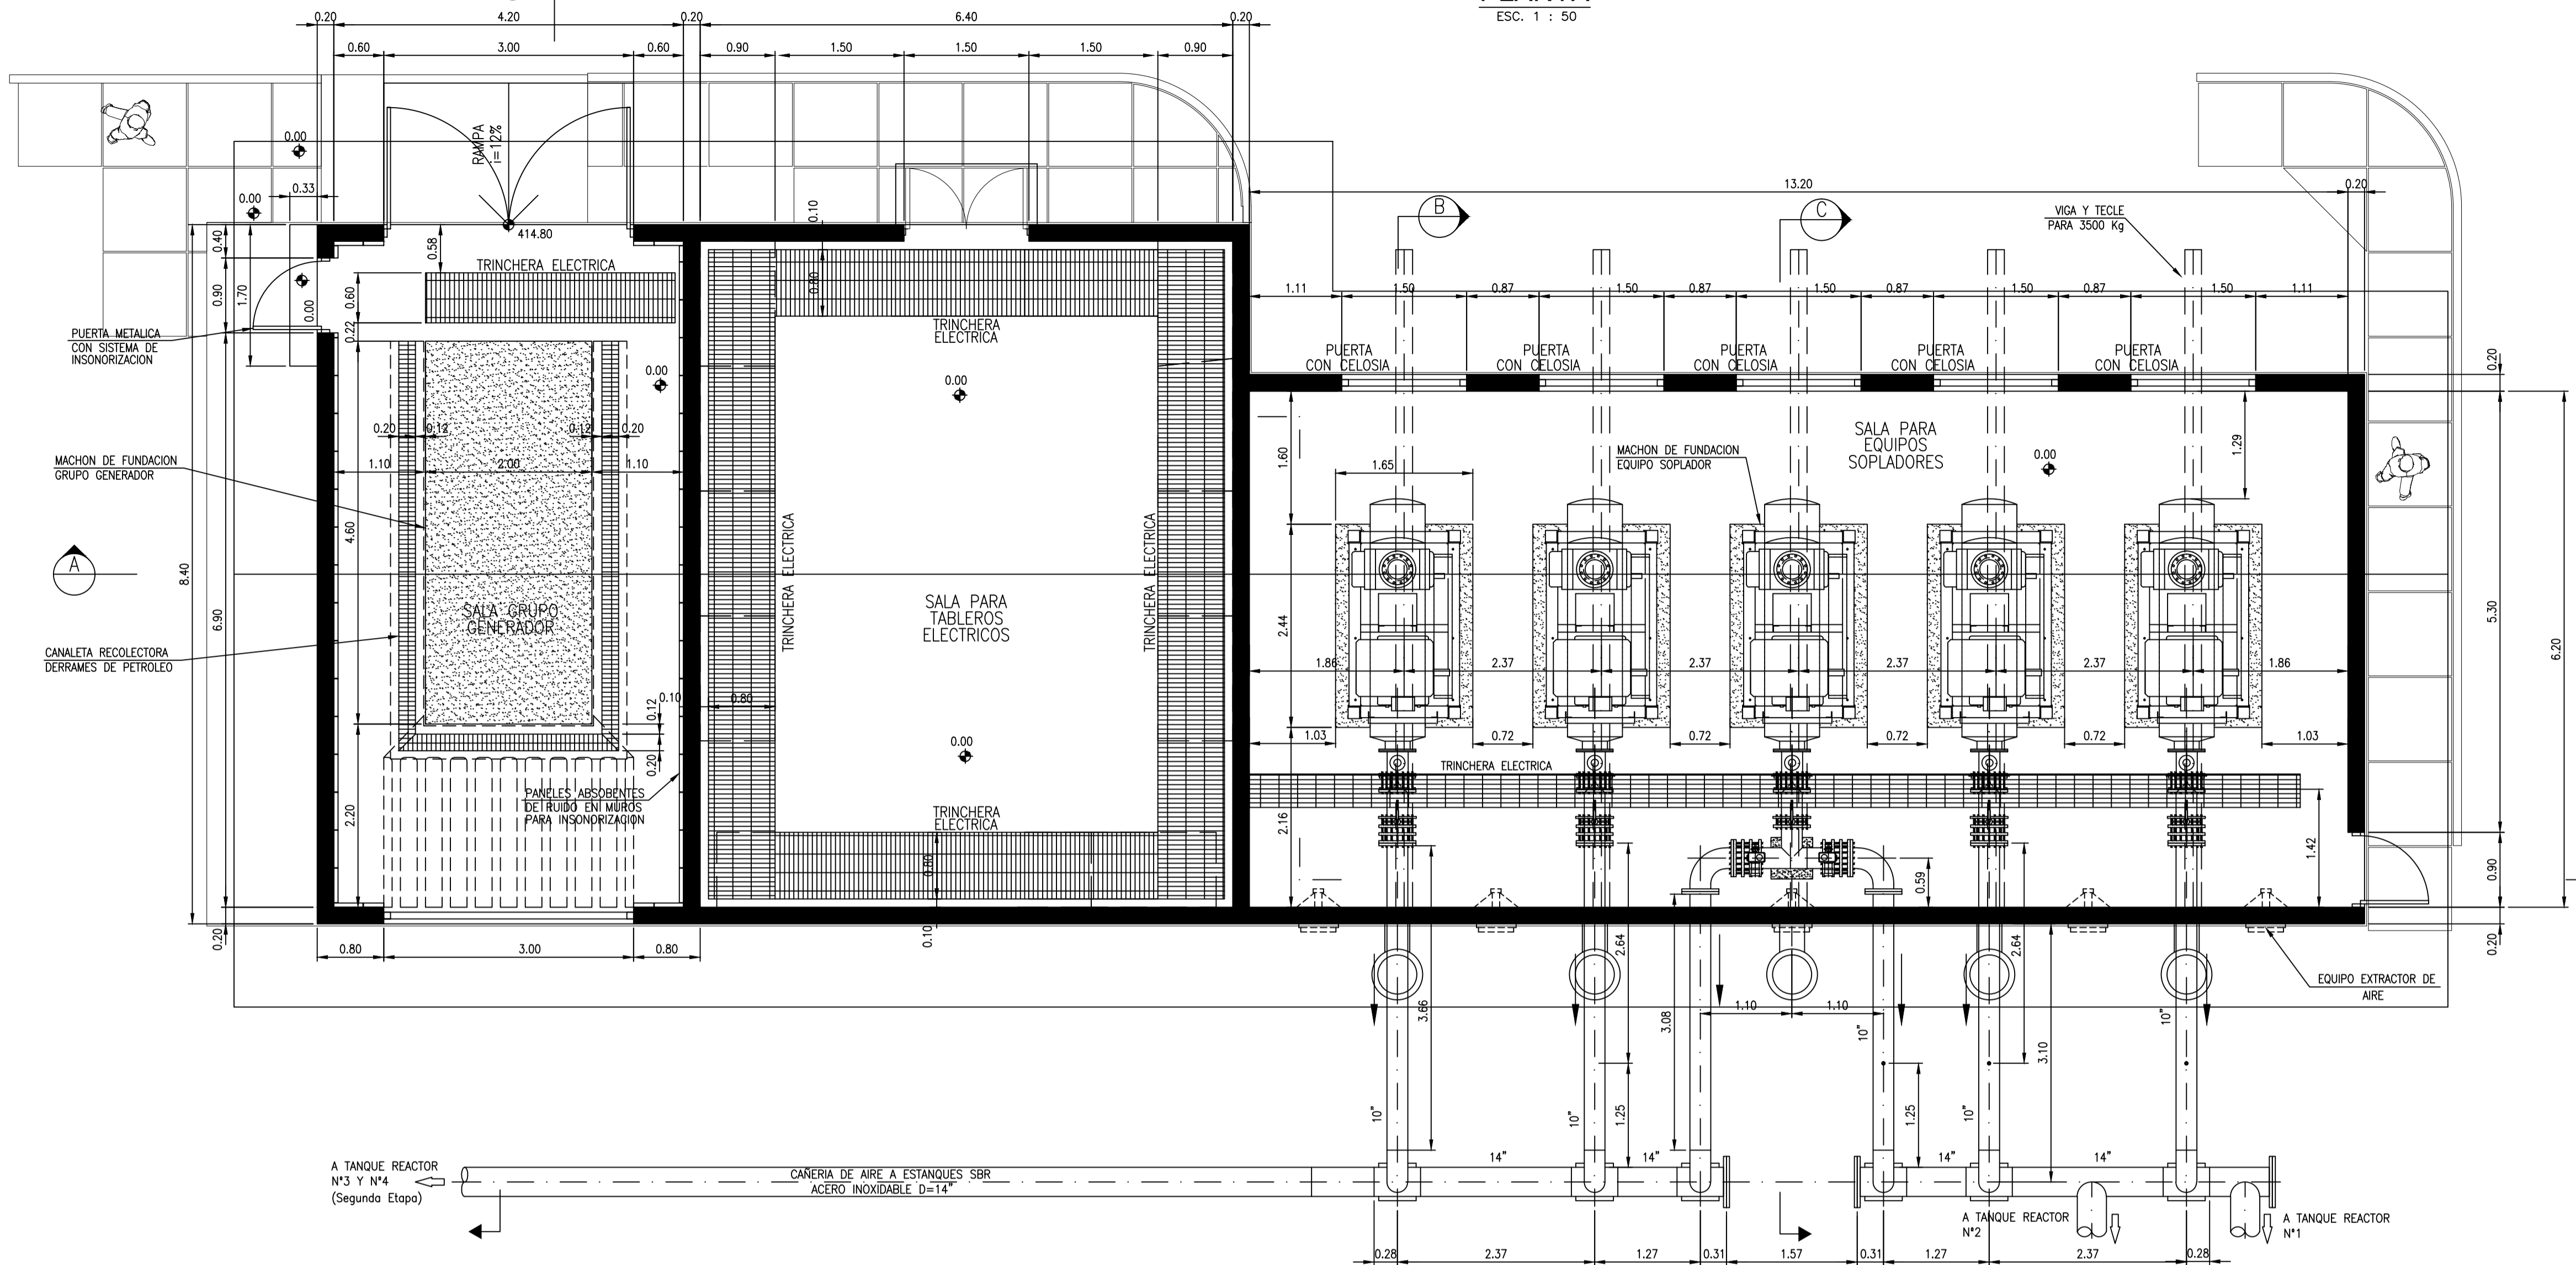 ESC. 1 : 50
0.20
4.20
0.20
6.40
0.20
0.60
3.00
0.60
0.90
1.50
1.50
1.50
0.90
RAMPA
i=12%
0.00
0.33
0.00
13.20
0.20
B
C
VIGA Y TECLE
PARA 3500 Kg
0.40
414.80
0.58
0.10
0.80
TRINCHERA ELECTRICA
0.90
1.70
0.00
0.60
0.22
1.11
1.50
0.87
1.50
0.87
1.50
0.87
1.50
0.87
1.50
1.11
PUERTA METALICA
CON SISTEMA DE
INSONORIZACION
TRINCHERA
ELECTRICA
PUERTA
CON CELOSIA
PUERTA
CON CELOSIA
PUERTA
CON CELOSIA
PUERTA
CON CELOSIA
PUERTA
CON CELOSIA
0.20
0.00
0.00
0.20
0.12
0.12
0.20
1.10
2.00
1.10
MACHON DE FUNDACION
GRUPO GENERADOR
1.60
1.65
MACHON DE FUNDACION
EQUIPO SOPLADOR
SALA PARA
EQUIPOS
SOPLADORES
0.00
1.29
A
8.40
6.90
4.60
TRINCHERA ELECTRICA
TRINCHERA ELECTRICA
SALA GRUPO
GENERADOR
SALA PARA
TABLEROS
ELECTRICOS
2.44
5.30
6.20
CANALETA RECOLECTORA
DERRAMES DE PETROLEO
1.86
2.37
2.37
2.37
2.37
1.86
0.10
0.80
0.12
0.20
0.00
1.03
0.72
0.72
0.72
0.72
1.03
TRINCHERA ELECTRICA
PANELES ABSOBENTES
DE RUIDO EN MUROS
PARA INSONORIZACION
2.20
TRINCHERA
ELECTRICA
0.80
2.16
1.42
0.59
0.90
0.20
0.80
3.00
0.80
0.10
0.20
2.64
2.64
EQUIPO EXTRACTOR DE
AIRE
3.66
3.08
1.10
1.10
10"
10"
3.10
10"
10"
1.25
1.25
10"
A TANQUE REACTOR
N°3 Y N°4
(Segunda Etapa)
CAÑERIA DE AIRE A ESTANQUES SBR
ACERO INOXIDABLE D=14"
14"
14"
14"
14"
A TANQUE REACTOR
N°2
A TANQUE REACTOR
N°1
0.28
2.37
1.27
0.31
1.57
0.31
1.27
2.37
0.28